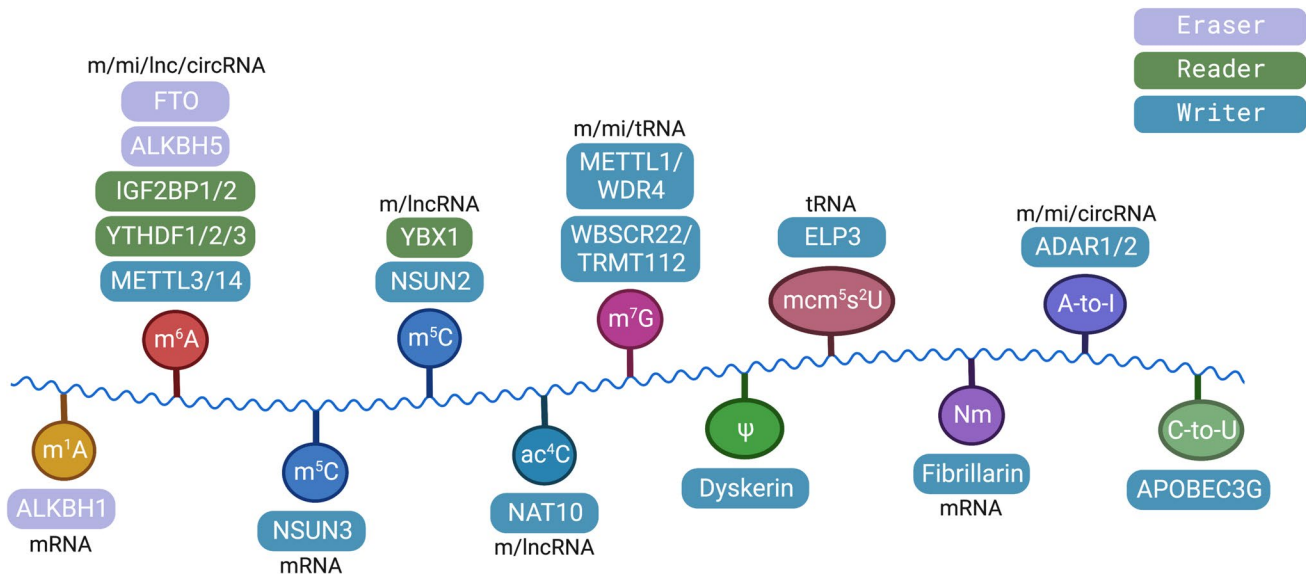 Eraser
Reader
Writer
m/mi/lnc/circRNA
FTO
ALKBH5
IGF2BP1/2
YTHDF1/2/3
METTL3/14
m⁶A
m/lncRNA
YBX1
NSUN2
m⁵C
m/mi/tRNA
METTL1/
WDR4
WBSCR22/
TRMT112
m⁷G
tRNA
ELP3
mcm⁵s²U
m/mi/circRNA
ADAR1/2
A-to-I
m¹A
ALKBH1
mRNA
m⁵C
NSUN3
mRNA
ac⁴C
NAT10
m/lncRNA
ψ
Dyskerin
Nm
Fibrillarin
mRNA
C-to-U
APOBEC3G